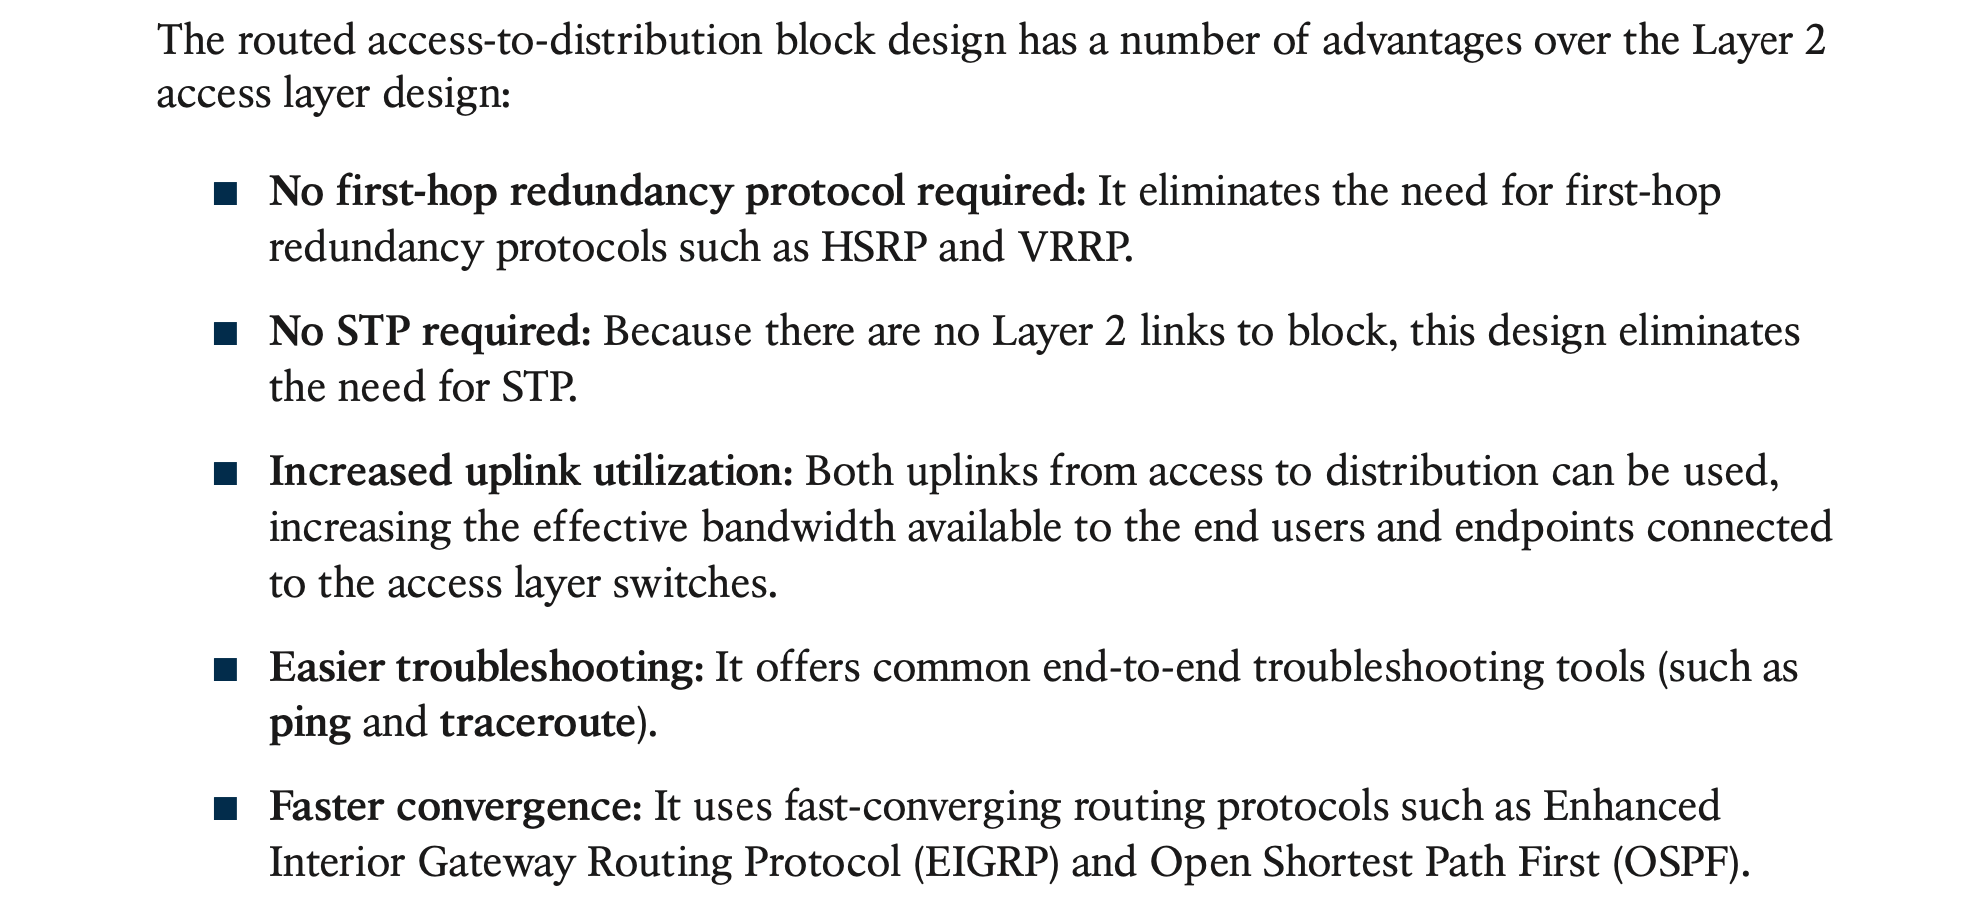 The routed access-to-distribution block design has a number of advantages over the Layer 2
access layer design:
■ No first-hop redundancy protocol required: It eliminates the need for first-hop
redundancy protocols such as HSRP and VRRP.
■ No STP required: Because there are no Layer 2 links to block, this design eliminates
the need for STP.
■ Increased uplink utilization: Both uplinks from access to distribution can be used,
increasing the effective bandwidth available to the end users and endpoints connected
to the access layer switches.
■ Easier troubleshooting: It offers common end-to-end troubleshooting tools (such as
ping and traceroute).
■ Faster convergence: It uses fast-converging routing protocols such as Enhanced
Interior Gateway Routing Protocol (EIGRP) and Open Shortest Path First (OSPF).